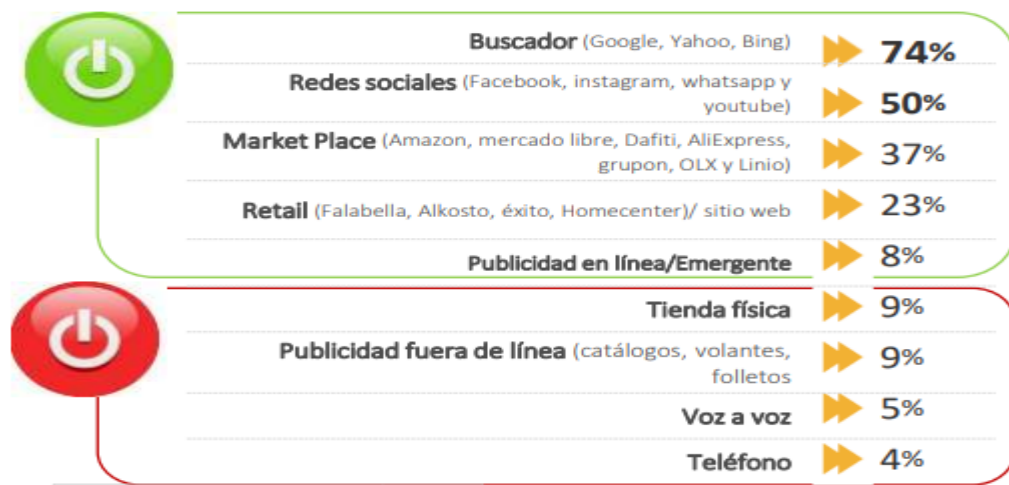 Buscador (Google, Yahoo, Bing) 74%
Redes sociales (Facebook, instagram, whatsapp y
youtube) 50%
Market Place (Amazon, mercado libre, Dafiti, AliExpress,
grupon, OLX y Linio) 37%
Retail (Falabella, Alkosto, éxito, Homecenter)/ sitio web 23%
Publicidad en línea/Emergente 8%
Tienda física 9%
Publicidad fuera de línea (catálogos, volantes,
folletos 9%
Voz a voz 5%
Teléfono 4%